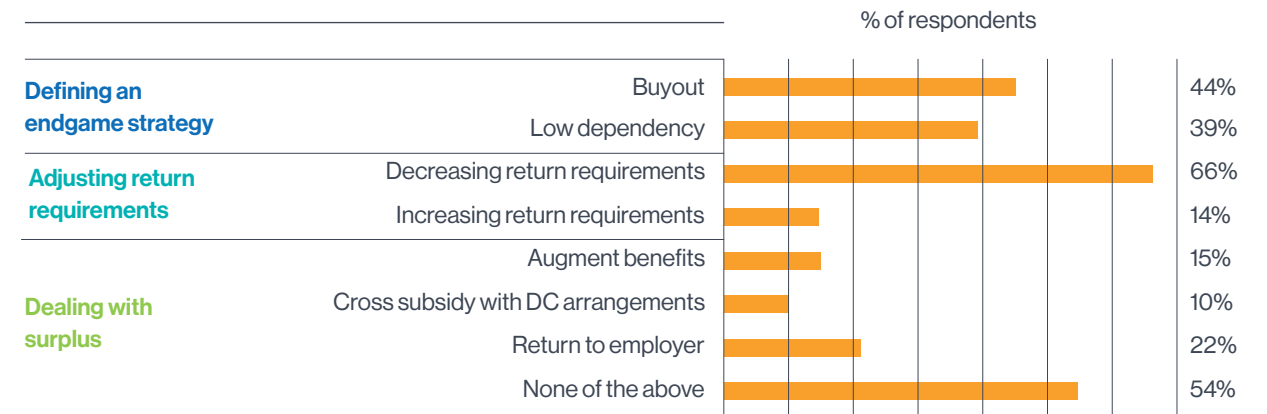 % of respondents
Defining an
endgame strategy
Buyout 44%
Low dependency 39%
Adjusting return
requirements
Decreasing return requirements 66%
Increasing return requirements 14%
Dealing with
surplus
Augment benefits 15%
Cross subsidy with DC arrangements 10%
Return to employer 22%
None of the above 54%